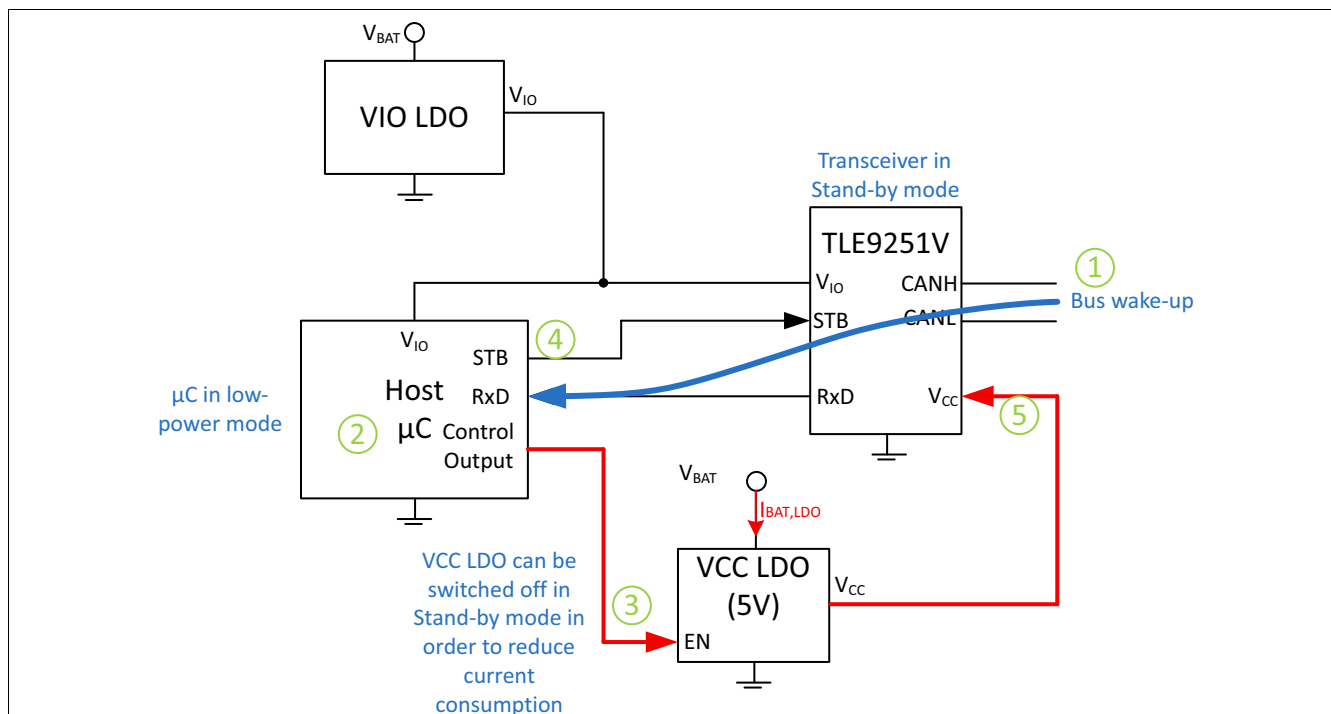 VBAT
VIO
VIO LDO
Transceiver in
Stand-by mode
TLE9251V
VIO
CANH
1
Bus wake-up
STB
CANL
VIO
4
STB
µC in low-
power mode
Host
µC
RxD
RxD
VCC
5
2
Control
Output
VBAT
IBAT,LDO
VCC LDO can be
switched off in
Stand-by mode in
order to reduce
current
consumption
3
VCC LDO
(5V)
VCC
EN